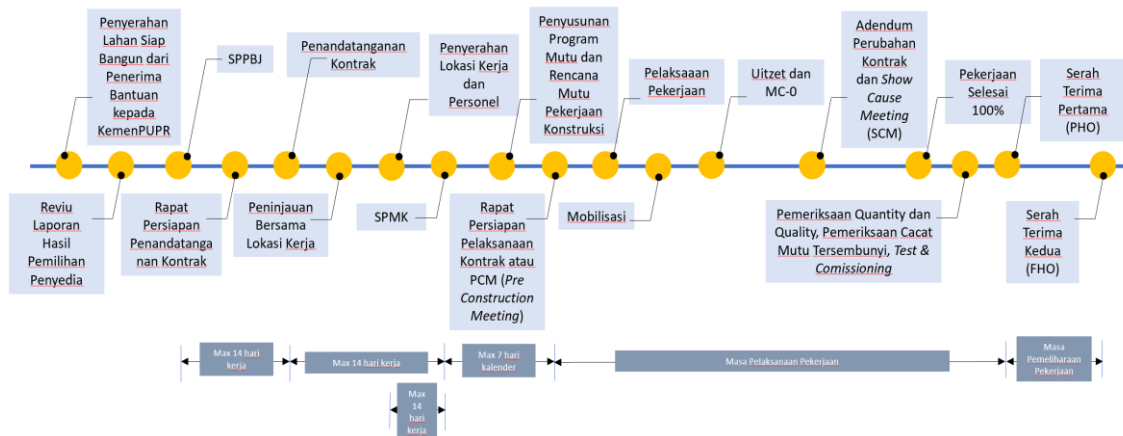 Penyerahan
Lahan Siap
Bangun dari
Penerima
Bantuan
kepada
KemenPUPR
SPPBJ
Penandatanganan
Kontrak
Penyerahan
Lokasi Kerja
dan
Personel
Penyusunan
Program
Mutu dan
Rencana
Mutu
Pekerjaan
Konstruksi
Pelaksaaan
Pekerjaan
Uitzet dan
MC-0
Adendum
Perubahan
Kontrak
dan Show
Cause
Meeting
(SCM)
Pekerjaan
Selesai
100%
Serah
Terima
Pertama
(PHO)
Reviu
Laporan
Hasil
Pemilihan
Penyedia
Rapat
Persiapan
Penandatanga
nan Kontrak
Peninjauan
Bersama
Lokasi Kerja
SPMK
Rapat
Persiapan
Pelaksanaan
Kontrak atau
PCM (Pre
Construction
Meeting)
Mobilisasi
Pemeriksaan Quantity dan
Quality, Pemeriksaan Cacat
Mutu Tersembunyi, Test &
Comissioning
Serah
Terima
Kedua
(FHO)
Max 14 hari
kerja
Max 14 hari kerja
Max 7 hari
kalender
Masa Pelaksanaan Pekerjaan
Masa
Pemeliharaan
Pekerjaan
Max
14
hari
kerja